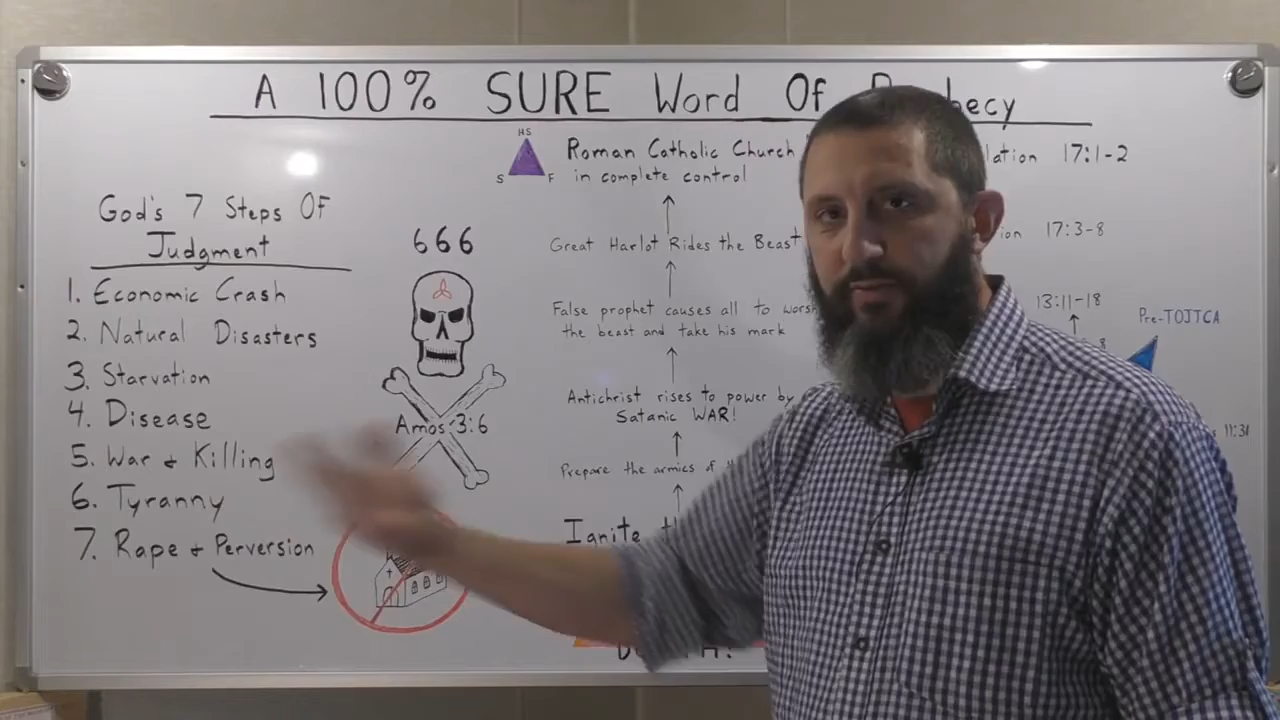 A 100% SURE Word Of
HS
S
F
Roman Catholic Church
in complete control
17:1-2
God's 7 Steps Of
Judgment
1. Economic Crash
2. Natural Disasters
3. Starvation
4. Disease
5. War & Killing
6. Tyranny
7. Rape & Perversion
666
Amos 3:6
Great Harlot Rides the Beast
17:3-8
False prophet causes all to
the beast and take his mark
13:11-18
Pre-TOJTCA
Antichrist rises to power by
Satanic WAR!
11:31
Prepare the armies of
Ignite